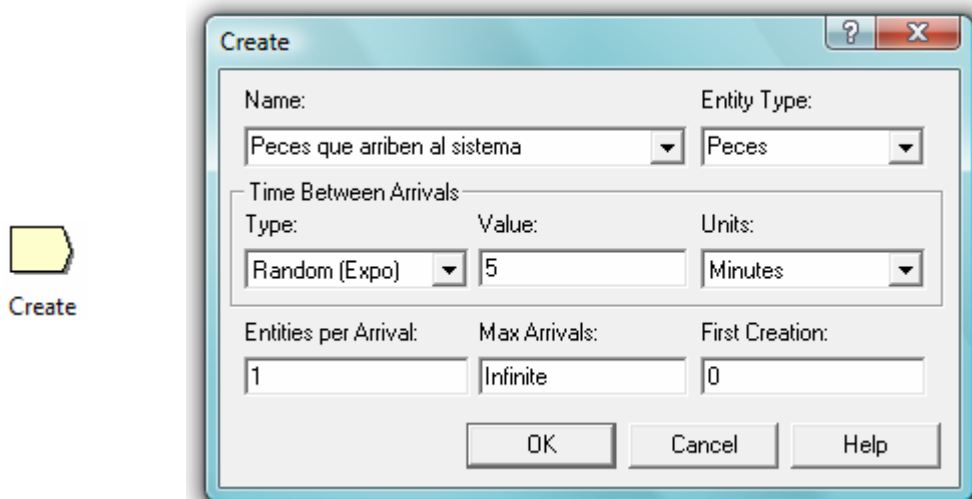 Create
Name:
Entity Type:
Peces que arriben al sistema
Peces
Time Between Arrivals
Type:
Value:
Units:
Random (Expo)
5
Minutes
Entities per Arrival:
Max Arrivals:
First Creation:
1
Infinite
0
OK
Cancel
Help
Create